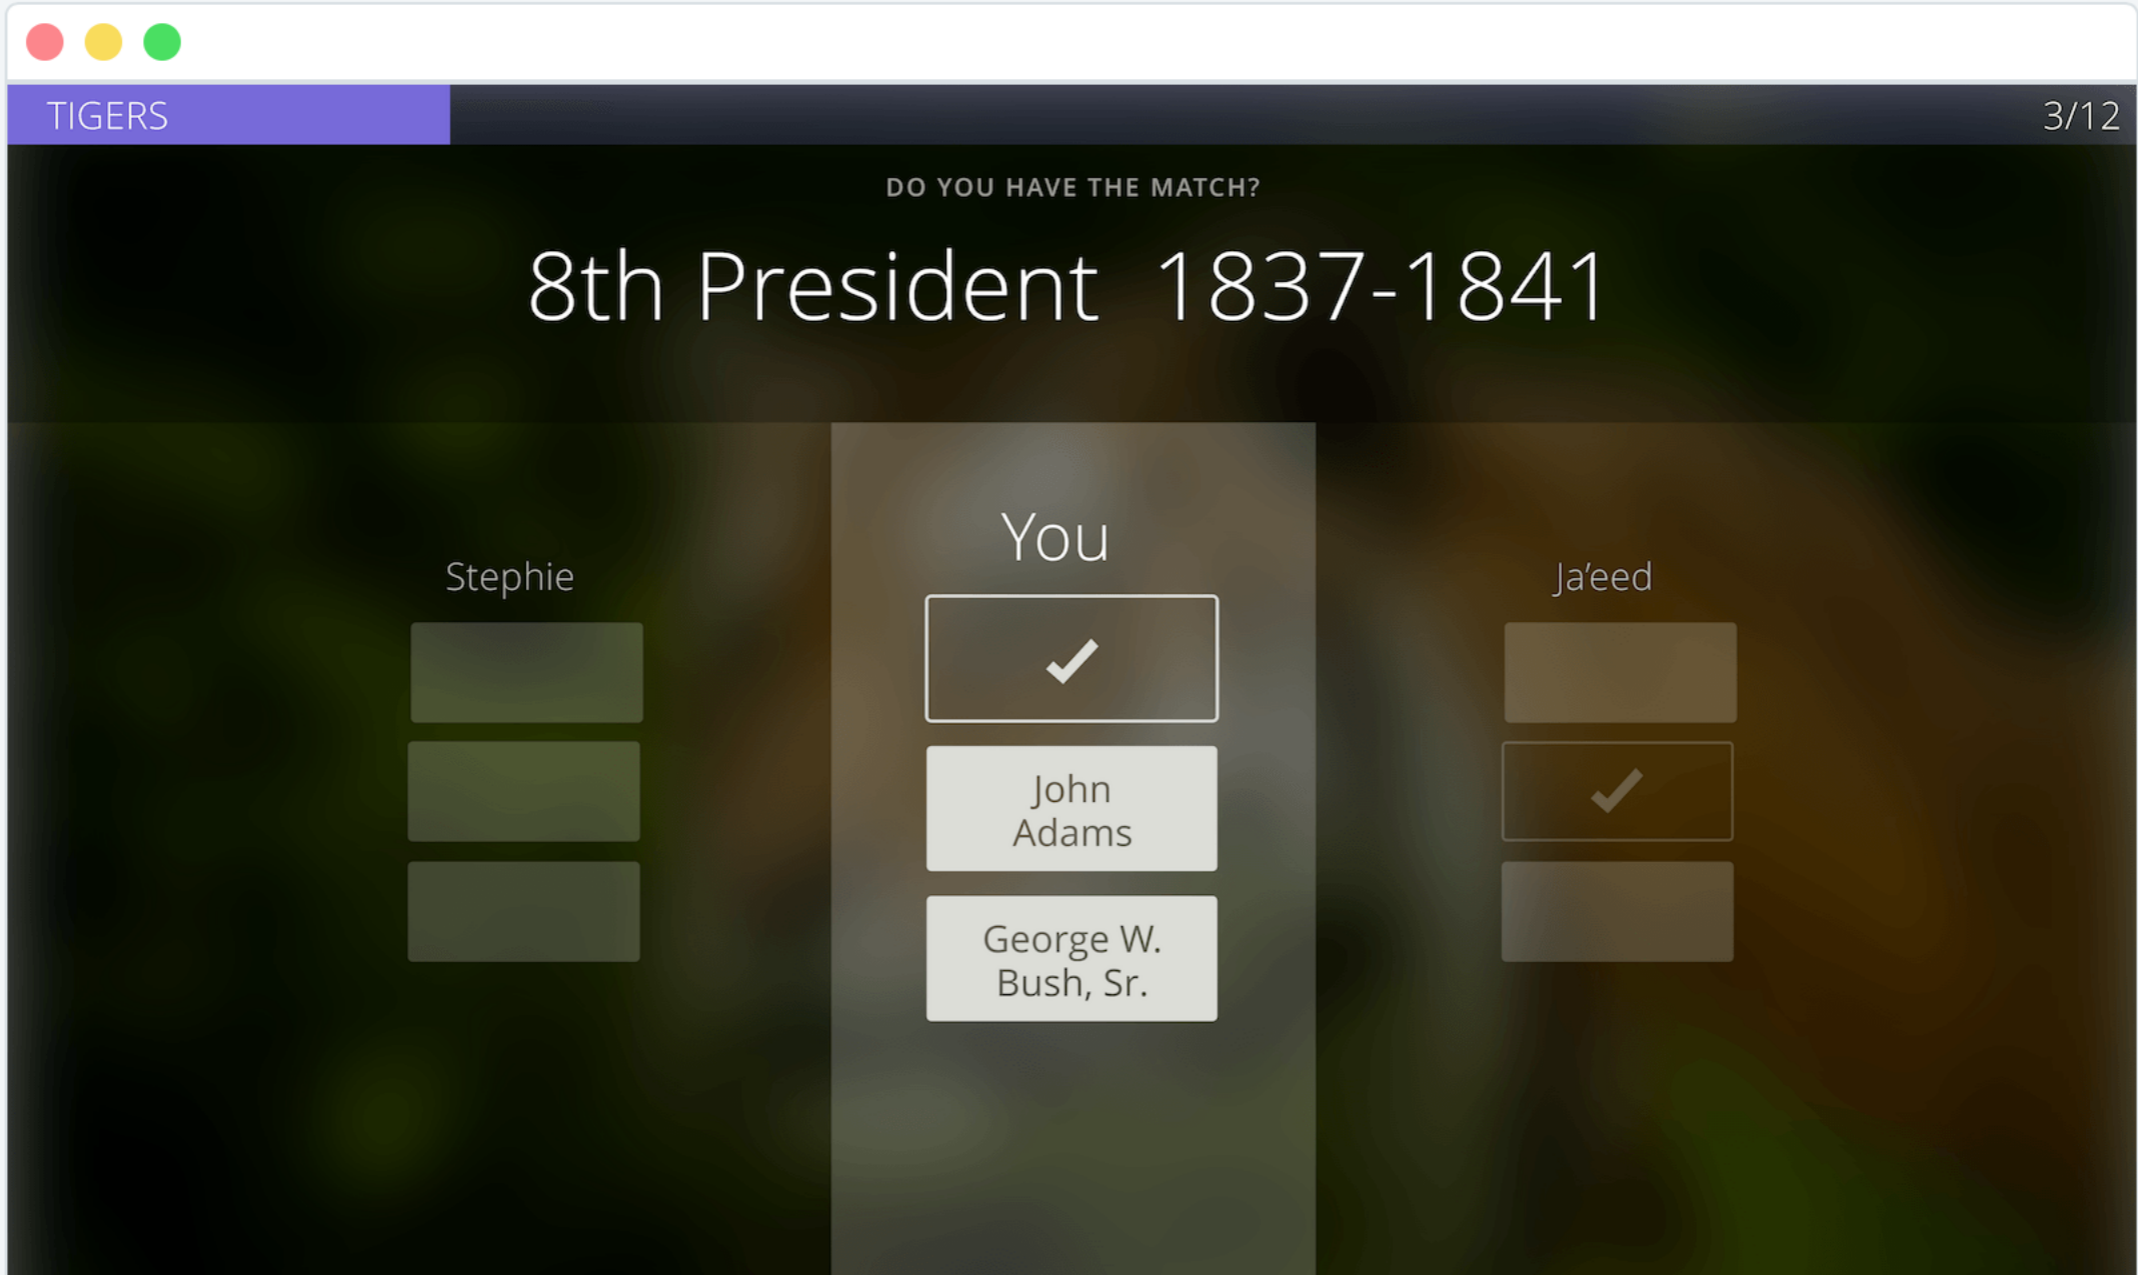 TIGERS
3/12
DO YOU HAVE THE MATCH?
8th President 1837-1841
Stephie
You
Ja'eed
John
Adams
George W.
Bush, Sr.